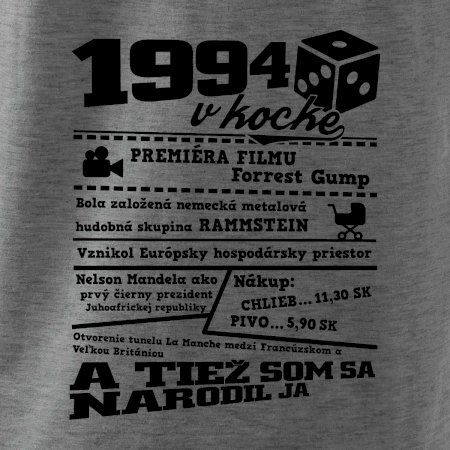 1994
v kocke
PREMIÉRA FILMU
Forrest Gump
Bola založená nemecká metalová
hudobná skupina RAMMSTEIN
Vznikol Európsky hospodársky priestor
Nelson Mandela ako
prvý čierny prezident
Juhoafrickej republiky
Nákup:
CHLIEB... 11,30 SK
PIVO... 5,90 SK
Otvorenie tunelu La Manche medzi Francúzskom a
Veľkou Britániou
A TIEŽ SOM SA
NARODIL JA